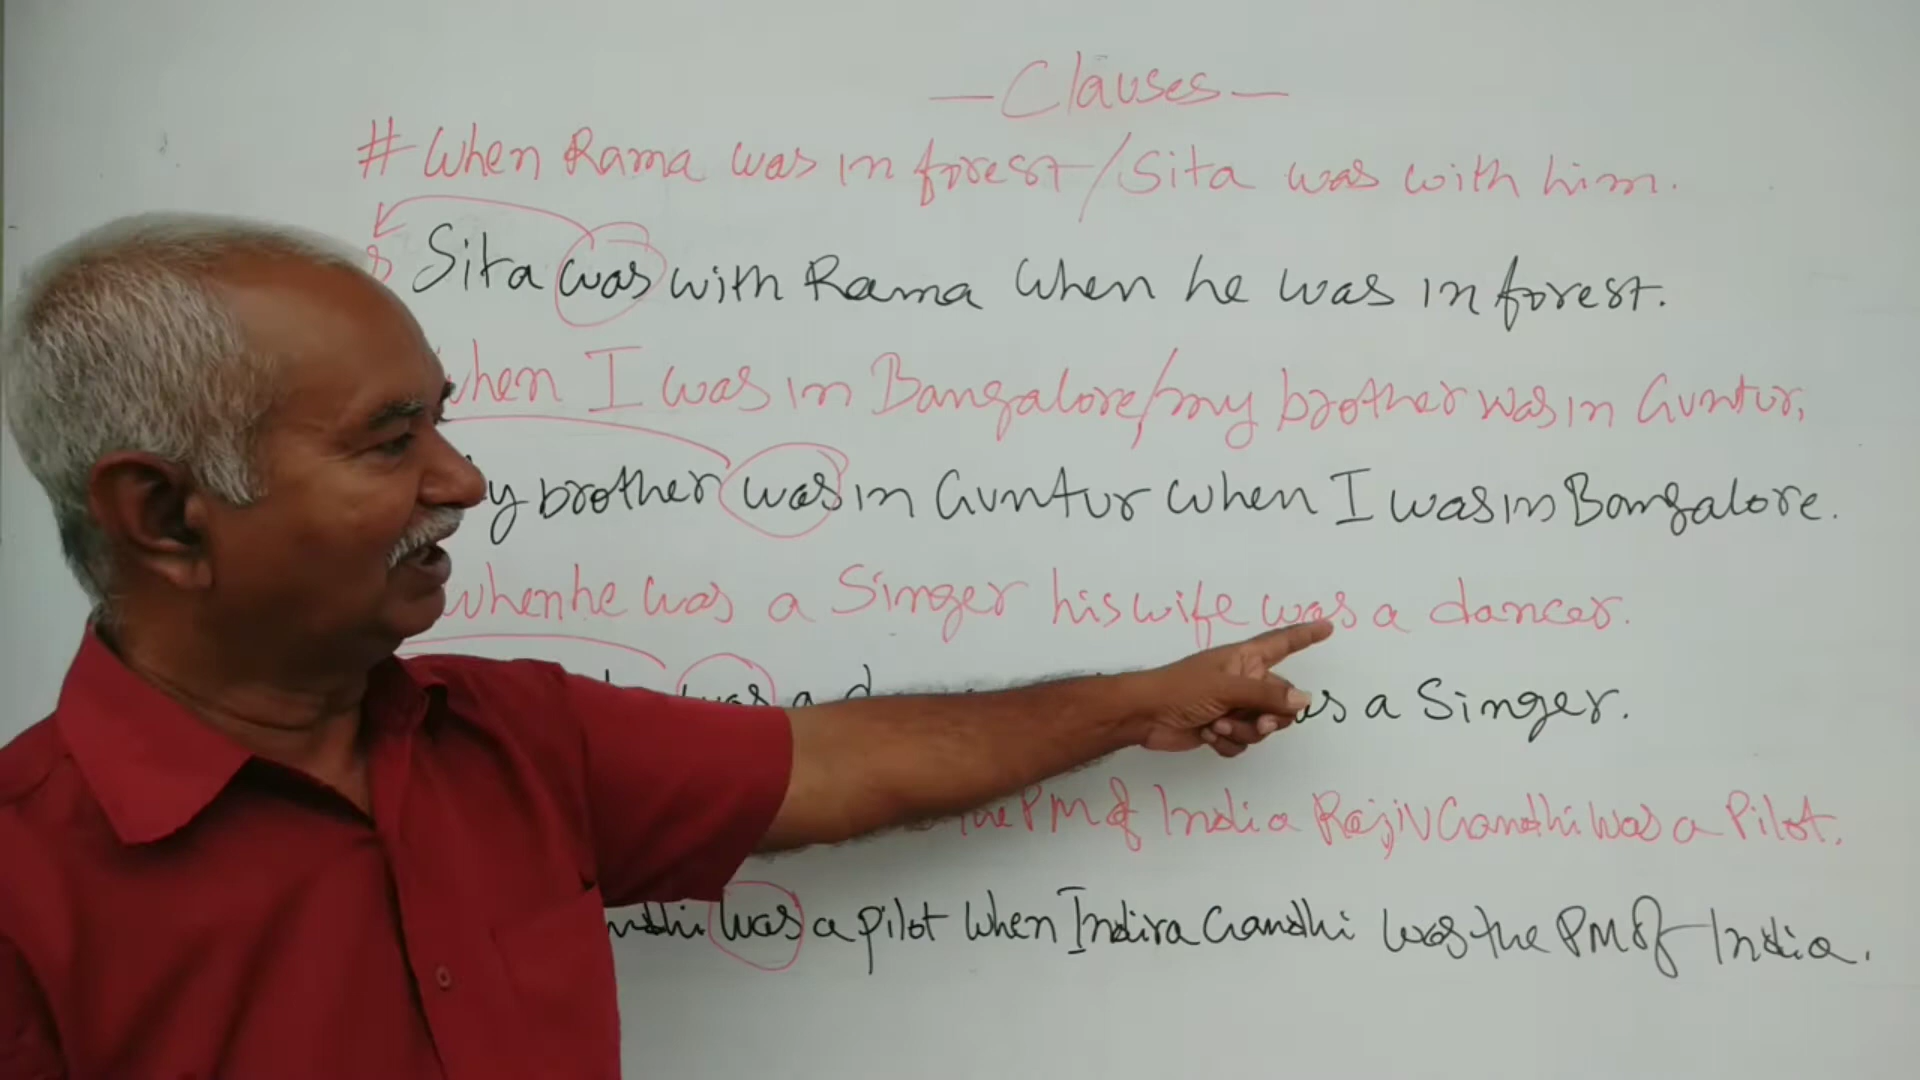 — Clauses —
# When Rama was in forest/Sita was with him.
Sita was with Rama when he was in forest.
when I was in Bangalore/my brother was in Guntur,
brother was in Guntur when I was in Bangalore.
when he was a Singer his wife was a dancer.
was a as a Singer.
the PM of India Rajiv Gandhi was a Pilot.
was a pilot when Indira Gandhi was the PM of India.